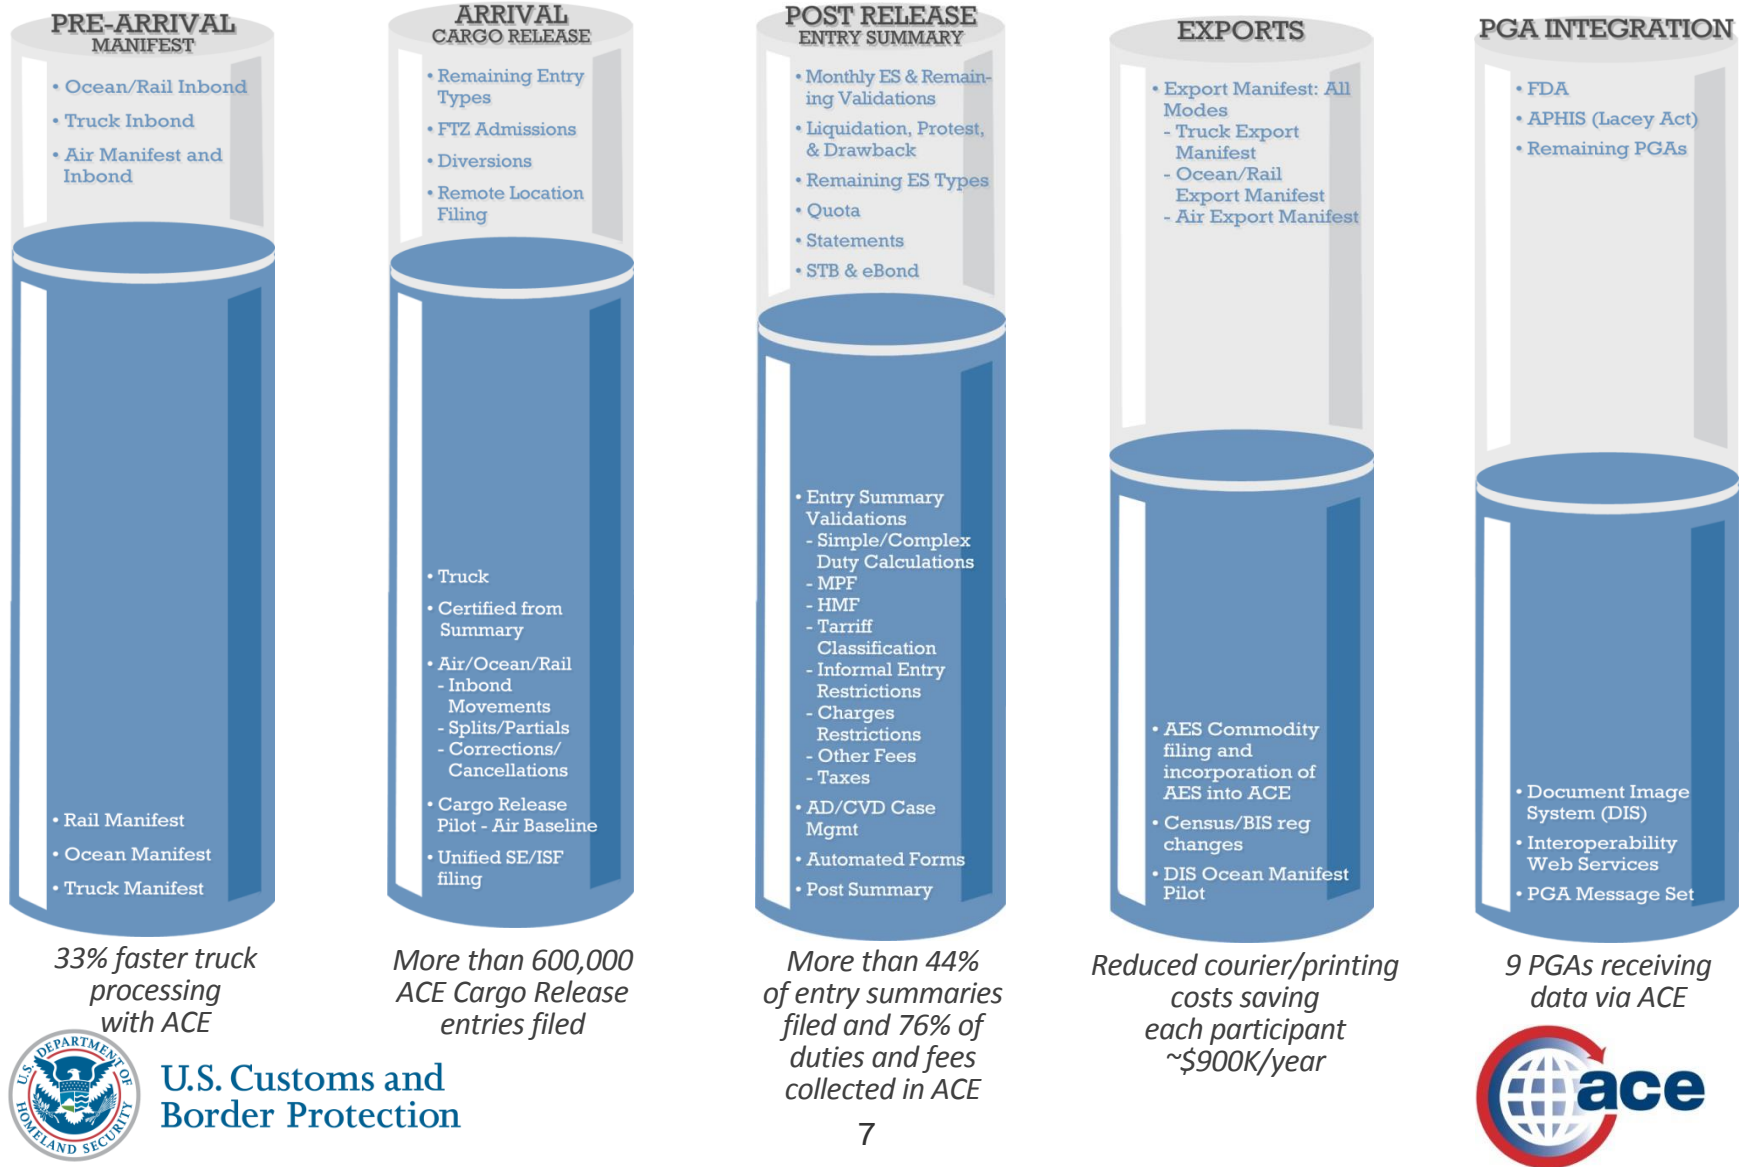 PRE-ARRIVAL
MANIFEST
• Ocean/Rail Inbond
• Truck Inbond
• Air Manifest and
Inbond
• Rail Manifest
• Ocean Manifest
• Truck Manifest
33% faster truck
processing
with ACE
ARRIVAL
CARGO RELEASE
• Remaining Entry
Types
• FTZ Admissions
• Diversions
• Remote Location
Filing
• Truck
• Certified from
Summary
• Air/Ocean/Rail
- Inbond
Movements
- Splits/Partials
- Corrections/
Cancellations
• Cargo Release
Pilot - Air Baseline
• Unified SE/ISF
filing
More than 600,000
ACE Cargo Release
entries filed
POST RELEASE
ENTRY SUMMARY
• Monthly ES & Remain-
ing Validations
• Liquidation, Protest,
& Drawback
• Remaining ES Types
• Quota
• Statements
• STB & eBond
• Entry Summary
Validations
- Simple/Complex
Duty Calculations
- MPF
- HMF
- Tarriff
Classification
- Informal Entry
Restrictions
- Charges
Restrictions
- Other Fees
- Taxes
• AD/CVD Case
Mgmt
• Automated Forms
• Post Summary
More than 44%
of entry summaries
filed and 76% of
duties and fees
collected in ACE
EXPORTS
• Export Manifest: All
Modes
- Truck Export
Manifest
- Ocean/Rail
Export Manifest
- Air Export Manifest
• AES Commodity
filing and
incorporation of
AES into ACE
• Census/BIS reg
changes
• DIS Ocean Manifest
Pilot
Reduced courier/printing
costs saving
each participant
~$900K/year
PGA INTEGRATION
• FDA
• APHIS (Lacey Act)
• Remaining PGAs
• Document Image
System (DIS)
• Interoperability
Web Services
• PGA Message Set
9 PGAs receiving
data via ACE
U.S. DEPARTMENT OF
HOMELAND SECURITY
U.S. Customs and
Border Protection
7
ace